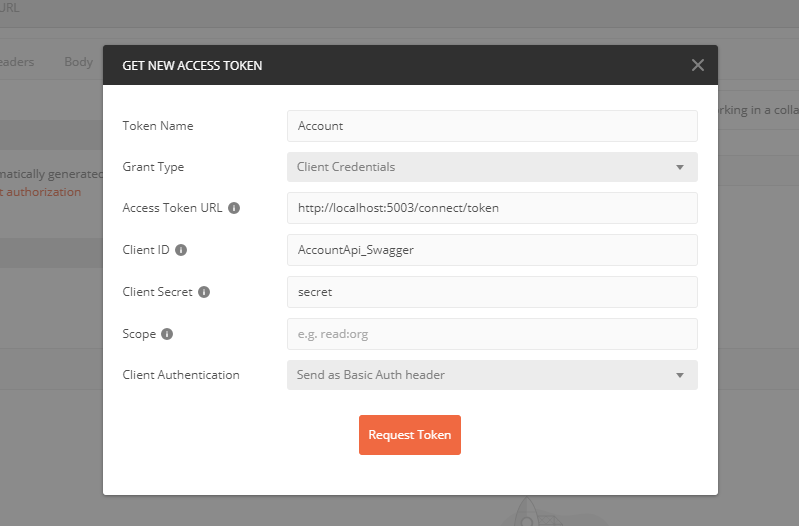 URL
eaders Body
GET NEW ACCESS TOKEN
rking in a colla
Token Name Account
Grant Type Client Credentials
matically generated
t authorization
Access Token URL http://localhost:5003/connect/token
Client ID AccountApi_Swagger
Client Secret secret
Scope e.g. read:org
Client Authentication Send as Basic Auth header
Request Token